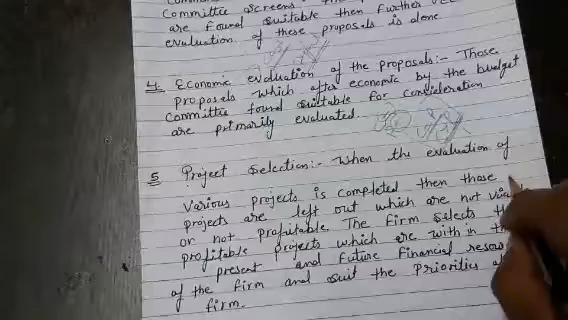 Committee screens
are found suitable then further
evaluation of these proposals is done
4. Economic evaluation of the proposals:- Those
proposals which after economic by the budget
Committee found suitable for consideration
are primarily evaluated.
5 Project Selection:- When the evaluation of
various projects is completed then those
projects are left out which are not
or not profitable The firm selects
profitable projects which are with in
present and future financial
of the firm and suit the priorities
firm.